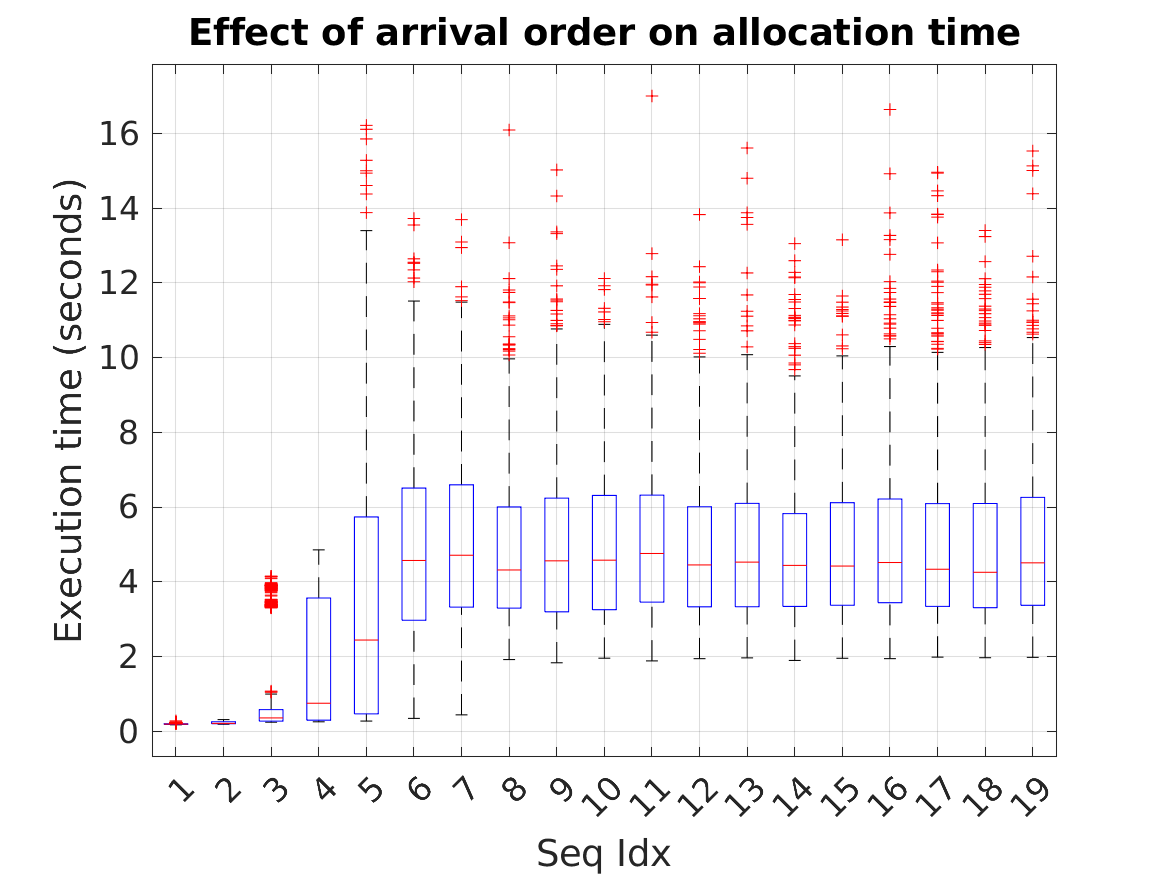 Effect of arrival order on allocation time
Execution time (seconds)
16
14
12
10
8
6
4
2
0
1 2 3 4 5 6 7 8 9 10 11 12 13 14 15 16 17 18 19
Seq Idx